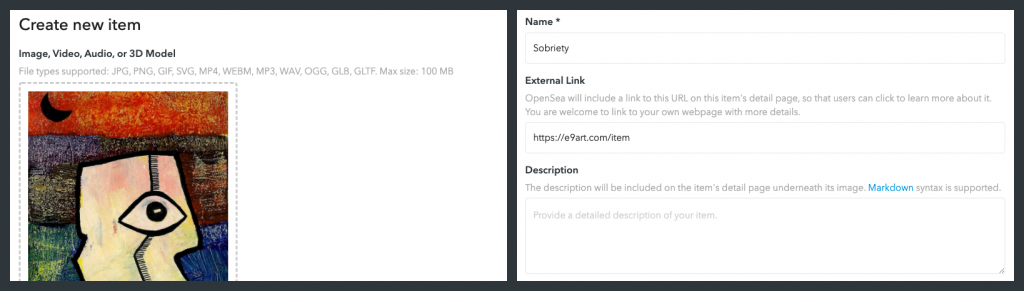 Create new item
Image, Video, Audio, or 3D Model
File types supported: JPG, PNG, GIF, SVG, MP4, WEBM, MP3, WAV, OGG, GLB, GLTF. Max size: 100 MB
Name *
Sobriety
External Link
OpenSea will include a link to this URL on this item's detail page, so that users can click to learn more about it.
You are welcome to link to your own webpage with more details.
https://e9art.com/item
Description
The description will be included on the item's detail page underneath its image. Markdown syntax is supported.
Provide a detailed description of your item.